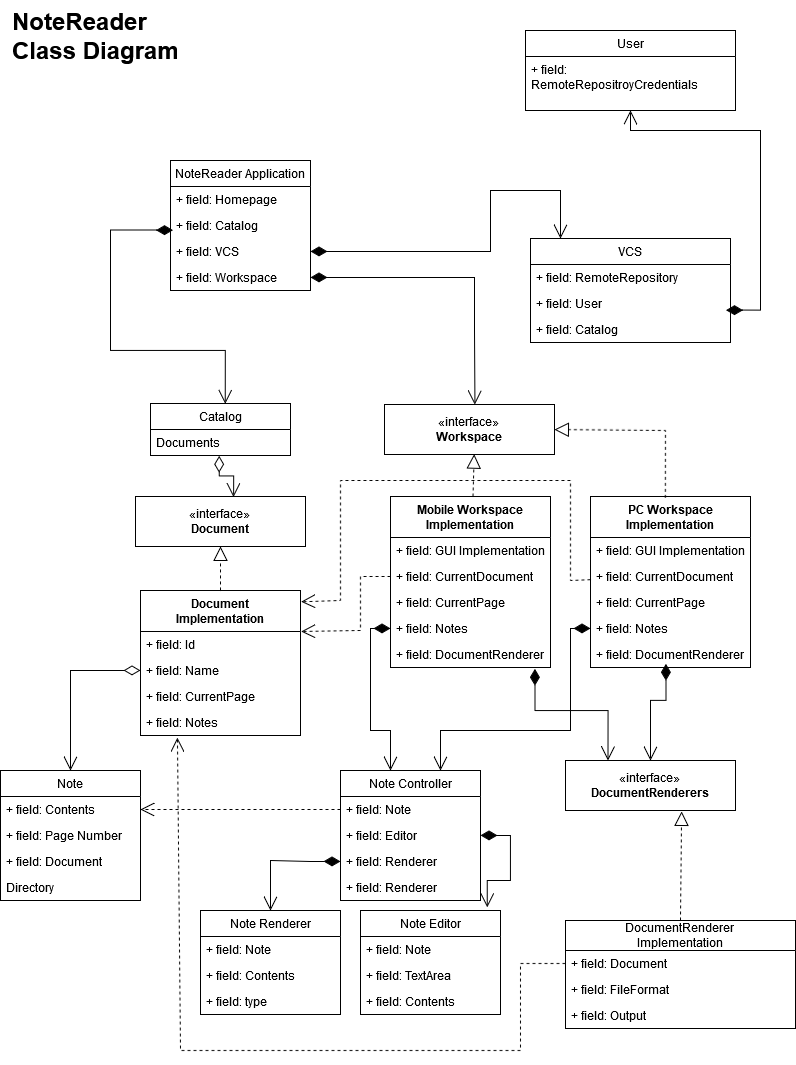 NoteReader
Class Diagram
User
+ field:
RemoteRepositroyCredentials
NoteReader Application
+ field: Homepage
+ field: Catalog
+ field: VCS
+ field: Workspace
VCS
+ field: RemoteRepository
+ field: User
+ field: Catalog
Catalog
Documents
«interface»
Workspace
«interface»
Document
Mobile Workspace
Implementation
+ field: GUI Implementation
+ field: CurrentDocument
+ field: CurrentPage
+ field: Notes
+ field: DocumentRenderer
PC Workspace
Implementation
+ field: GUI Implementation
+ field: CurrentDocument
+ field: CurrentPage
+ field: Notes
+ field: DocumentRenderer
Document
Implementation
+ field: Id
+ field: Name
+ field: CurrentPage
+ field: Notes
Note
+ field: Contents
+ field: Page Number
+ field: Document
Directory
Note Controller
+ field: Note
+ field: Editor
+ field: Renderer
+ field: Renderer
«interface»
DocumentRenderers
Note Renderer
+ field: Note
+ field: Contents
+ field: type
Note Editor
+ field: Note
+ field: TextArea
+ field: Contents
DocumentRenderer
Implementation
+ field: Document
+ field: FileFormat
+ field: Output